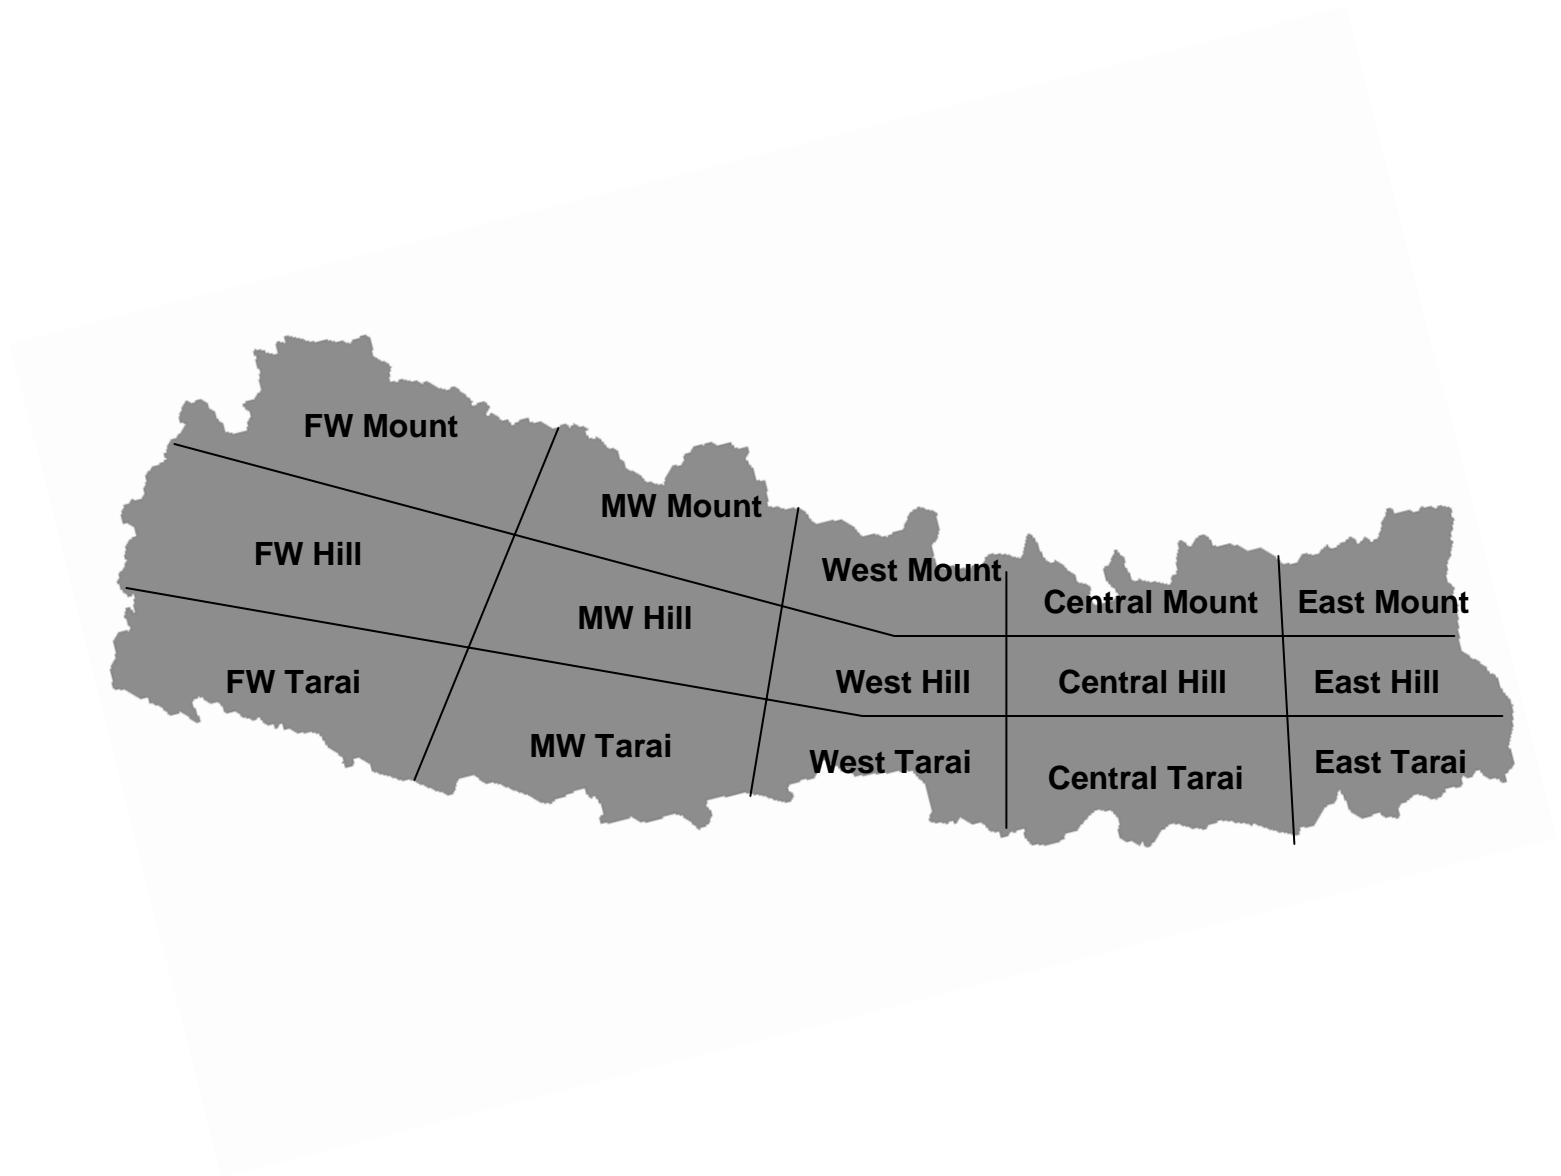 FW Mount
MW Mount
West Mount
Central Mount
East Mount
FW Hill
MW Hill
West Hill
Central Hill
East Hill
FW Tarai
MW Tarai
West Tarai
Central Tarai
East Tarai